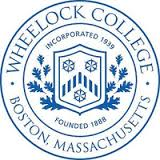 WHEELOCK COLLEGE
INCORPORATED 1939
FOUNDED 1888
BOSTON, MASSACHUSETTS